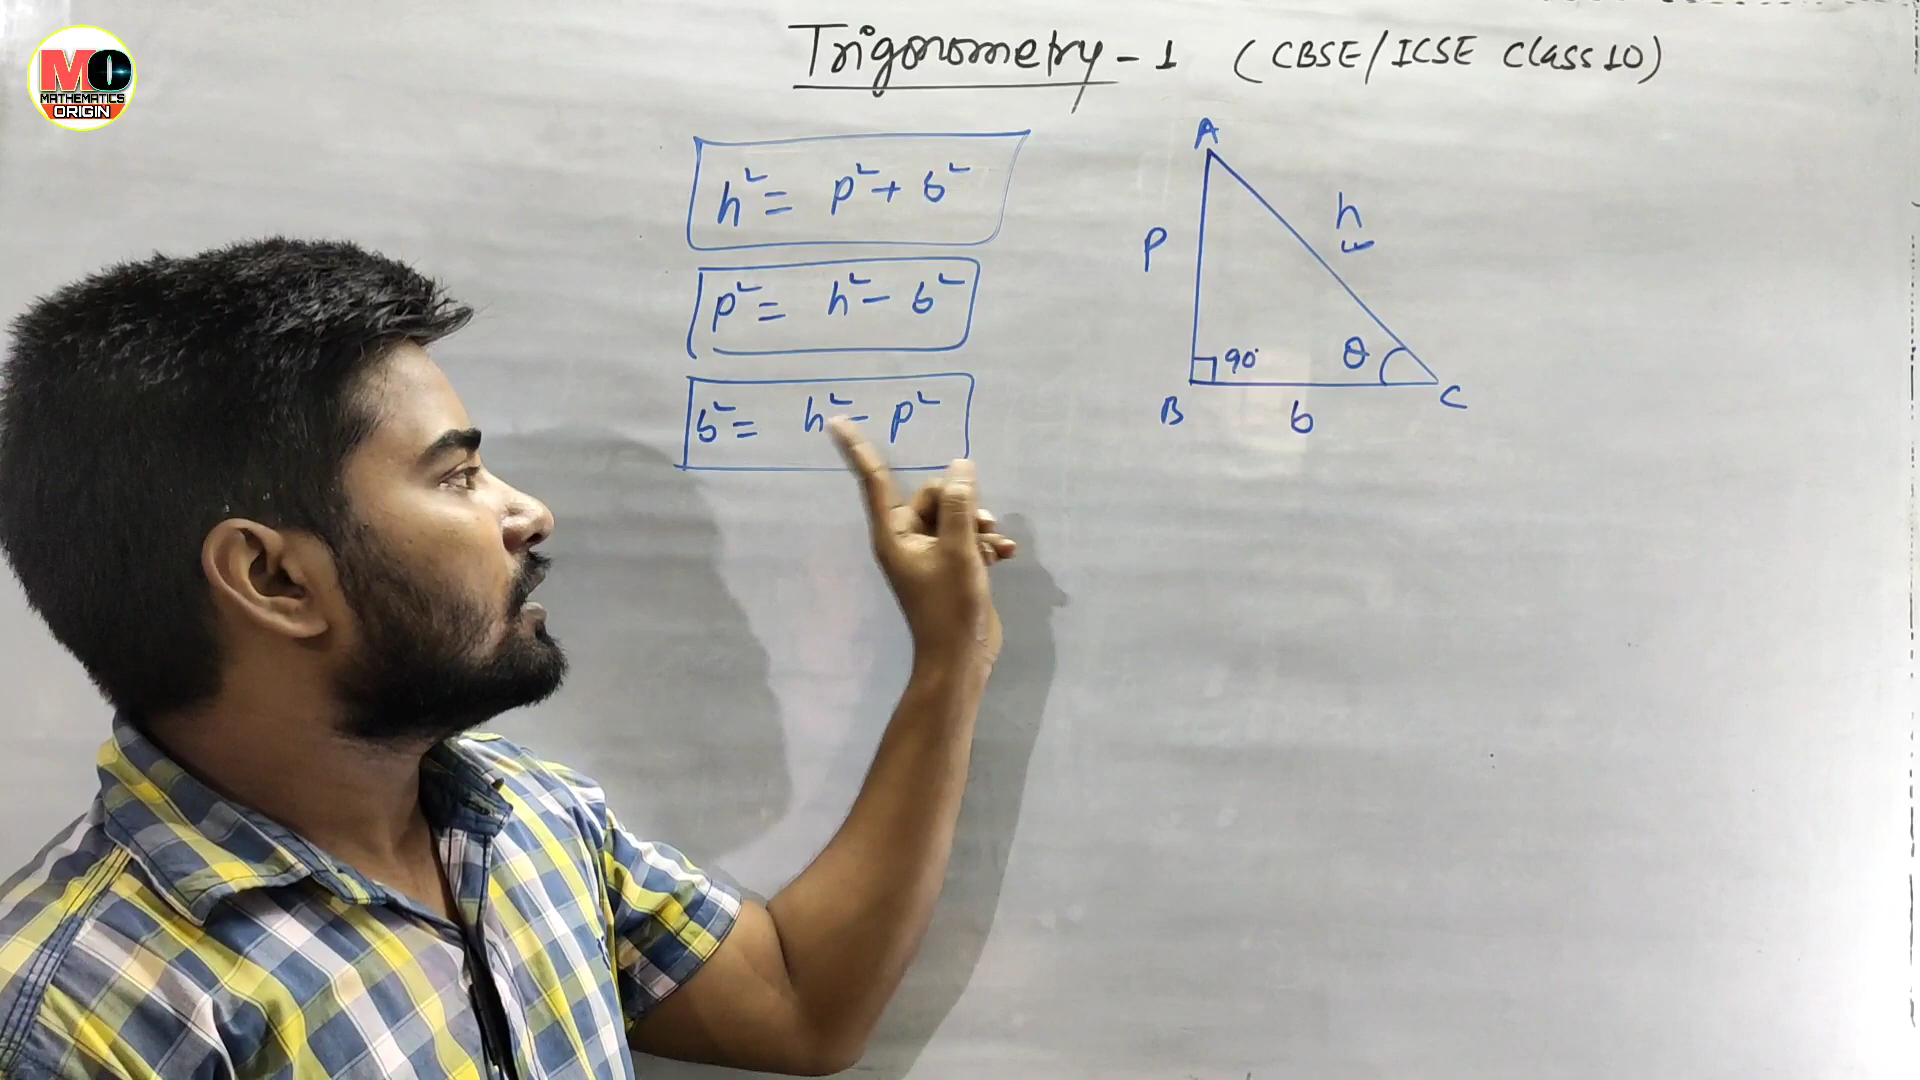 MO
MATHEMATICS
ORIGIN
Trigonometry - 1 (CBSE/ICSE Class 10)
h² = p² + b²
p² = h² - b²
b² = h² - p²
A
P
h
90°
θ
B
b
C